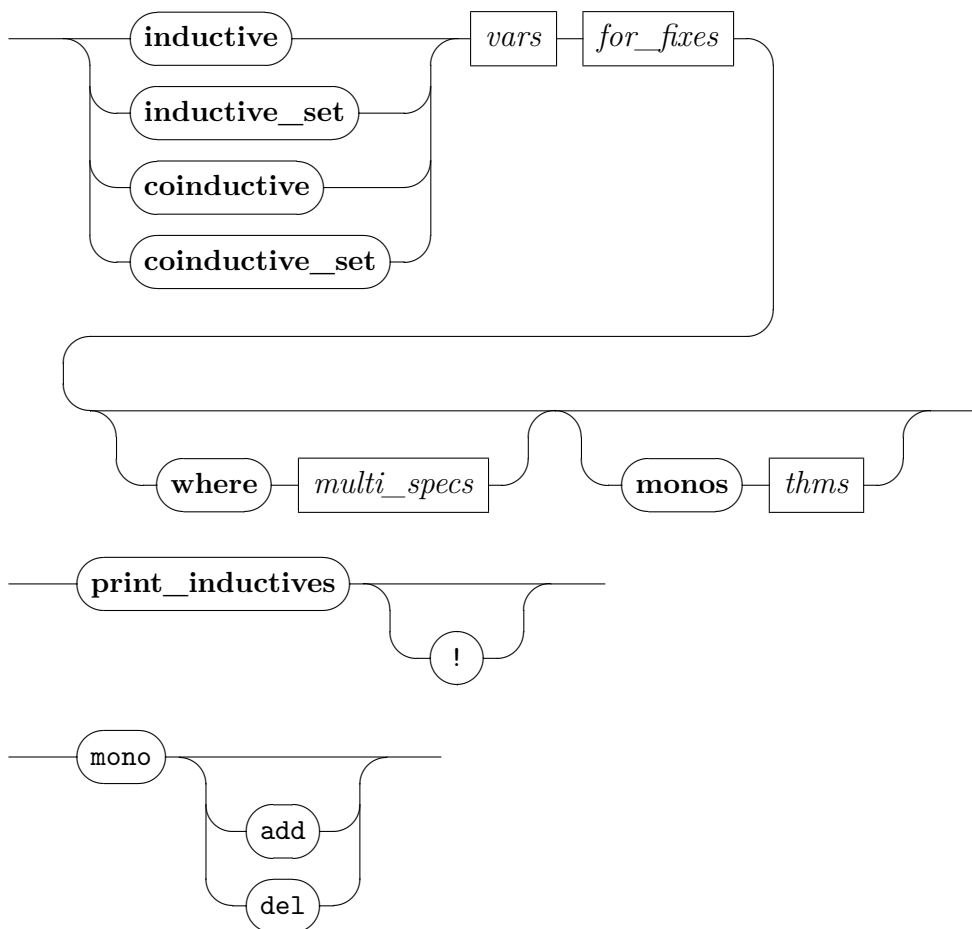 inductive vars for_fixes
inductive_set
coinductive
coinductive_set
where multi_specs monos thms
print_inductives
!
mono
add
del